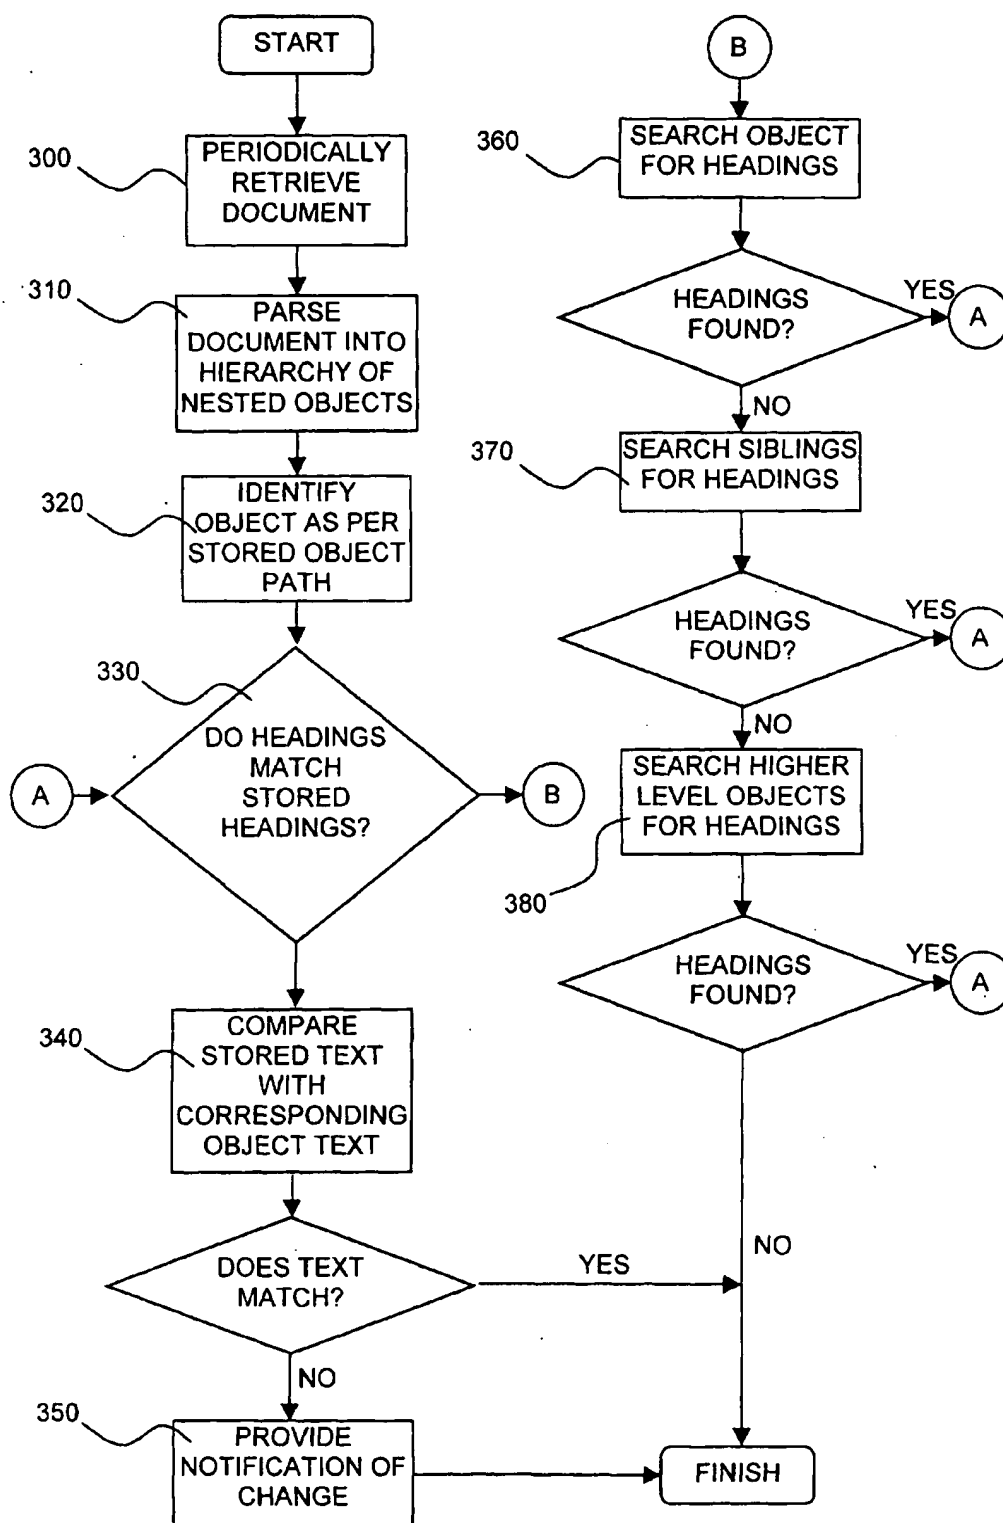 START
300
PERIODICALLY
RETRIEVE
DOCUMENT
310
PARSE
DOCUMENT INTO
HIERARCHY OF
NESTED OBJECTS
320
IDENTIFY
OBJECT AS PER
STORED OBJECT
PATH
330
DO HEADINGS
MATCH
STORED
HEADINGS?
A
B
340
COMPARE
STORED TEXT
WITH
CORRESPONDING
OBJECT TEXT
DOES TEXT
MATCH?
YES
NO
350
PROVIDE
NOTIFICATION OF
CHANGE
B
360
SEARCH OBJECT
FOR HEADINGS
HEADINGS
FOUND?
YES
A
NO
370
SEARCH SIBLINGS
FOR HEADINGS
HEADINGS
FOUND?
YES
A
NO
SEARCH HIGHER
LEVEL OBJECTS
FOR HEADINGS
380
HEADINGS
FOUND?
YES
A
NO
FINISH